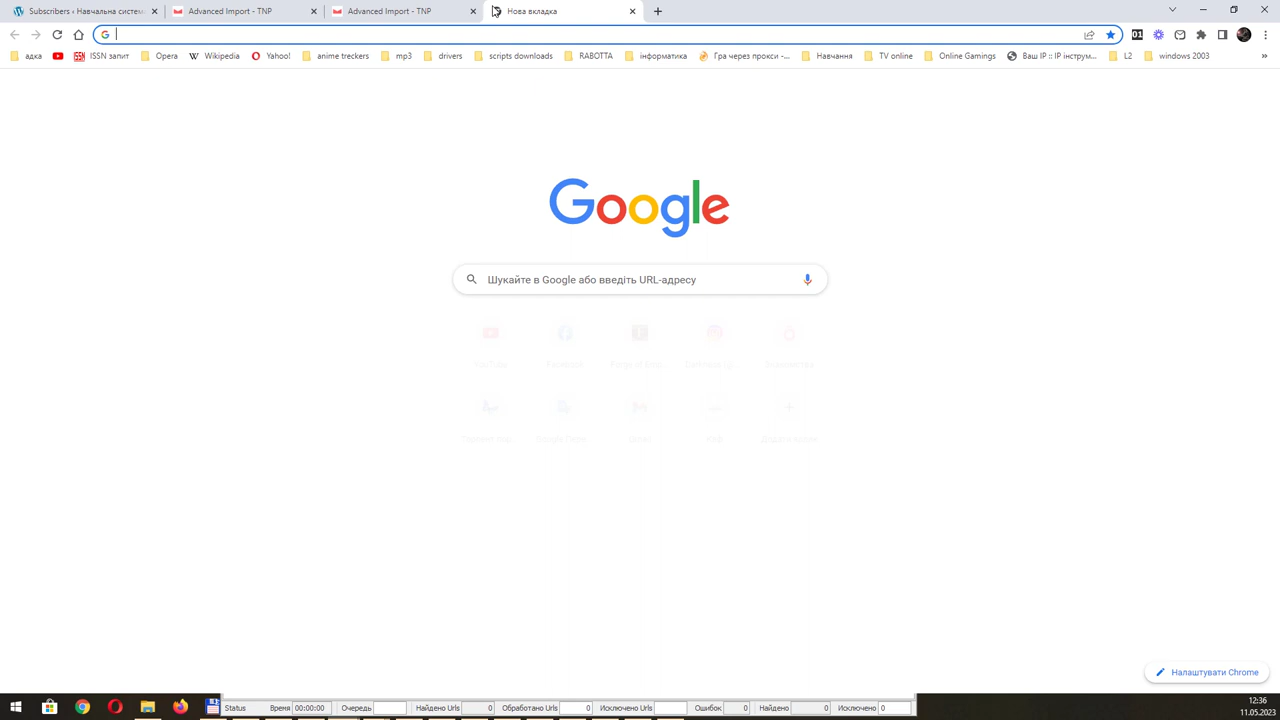 Subscribers ‹ Навчальна систем
Advanced Import - TNP
Advanced Import - TNP
Нова вкладка
адка
ISSN запит
Opera
Wikipedia
Yahoo!
anime treckers
mp3
drivers
scripts downloads
RABOTTA
інформатика
Гра через прокси -...
Навчання
TV online
Online Gamings
Ваш IP :: IP інструм...
L2
windows 2003
»
Google
Шукайте в Google або введіть URL-адресу
YouTube
Facebook
Налаштувати Chrome
Status
Время 00:00:00
Очередь
Найдено Urls 0
Обработано Urls 0
Исключено Urls
Ошибок 0
Найдено 0
Исключено 0
12:36
11.05.2023